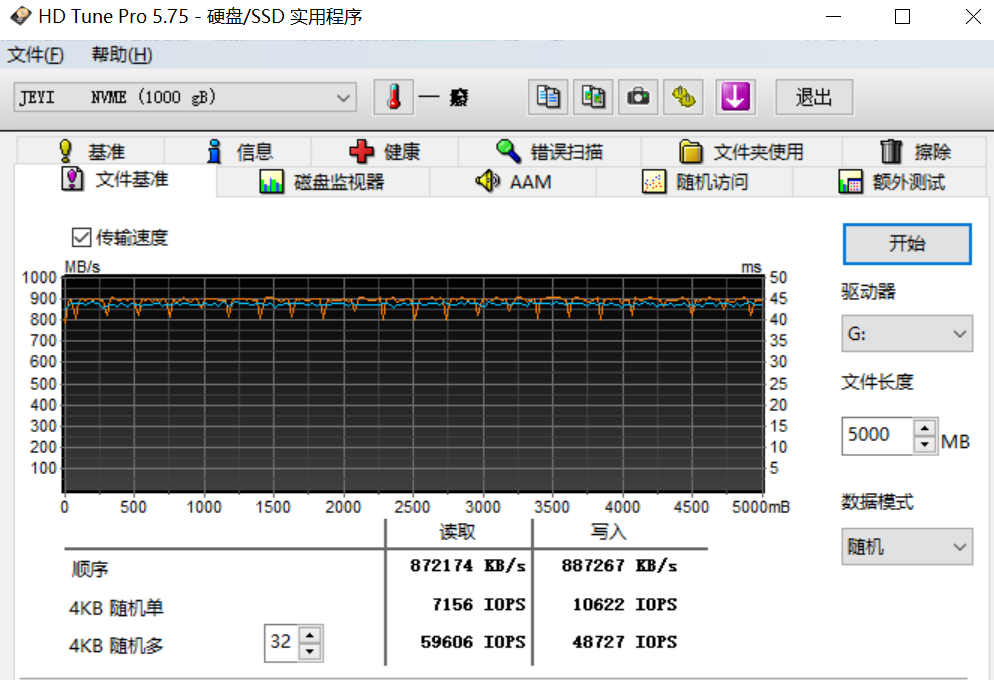 HD Tune Pro 5.75 - 硬盘/SSD 实用程序
文件(F) 帮助(H)
JEYI NVME (1000 gB) 退出
基准 信息 健康 错误扫描 文件夹使用 擦除
文件基准 磁盘监视器 AAM 随机访问 额外测试
传输速度 开始
MB/s ms
1000 50
900 45
800 40
700 35
600 30
500 25
400 20
300 15
200 10
100 5
0 500 1000 1500 2000 2500 3000 3500 4000 4500 5000mB
驱动器
G:
文件长度
5000 MB
数据模式
随机
读取 写入
顺序 872174 KB/s 887267 KB/s
4KB 随机单 7156 IOPS 10622 IOPS
4KB 随机多 32 59606 IOPS 48727 IOPS